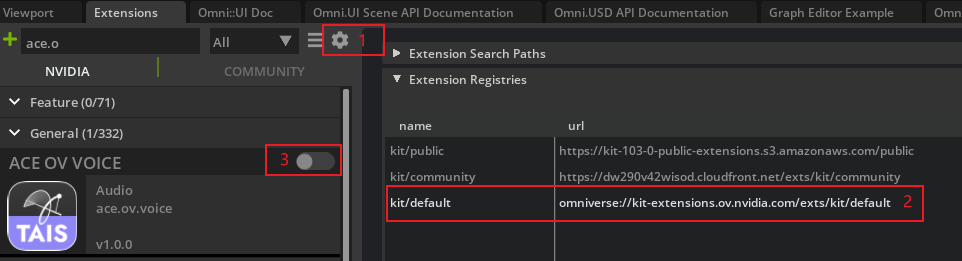 Viewport Extensions Omni::UI Doc Omni.UI Scene API Documentation Omni.USD API Documentation Graph Editor Example Omn
ace.o All 1
NVIDIA COMMUNITY
Feature (0/71)
General (1/332)
ACE OV VOICE 3
TAIS
Audio
ace.ov.voice
v1.0.0
Extension Search Paths
Extension Registries
name url
kit/public https://kit-103-0-public-extensions.s3.amazonaws.com/public
kit/community https://dw290v42wisod.cloudfront.net/exts/kit/community
kit/default omniverse://kit-extensions.ov.nvidia.com/exts/kit/default 2